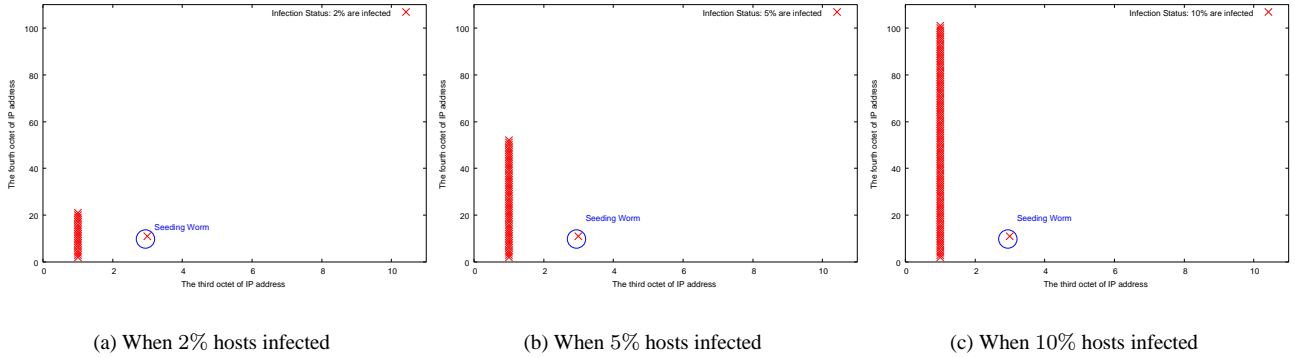 Infection Status: 2% are infected
100
80
60
40
20
0
The fourth octet of IP address
Seeding Worm
0 2 4 6 8 10
The third octet of IP address
(a) When 2% hosts infected
Infection Status: 5% are infected
100
80
60
40
20
0
The fourth octet of IP address
Seeding Worm
0 2 4 6 8 10
The third octet of IP address
(b) When 5% hosts infected
Infection Status: 10% are infected
100
80
60
40
20
0
The fourth octet of IP address
Seeding Worm
0 2 4 6 8 10
The third octet of IP address
(c) When 10% hosts infected